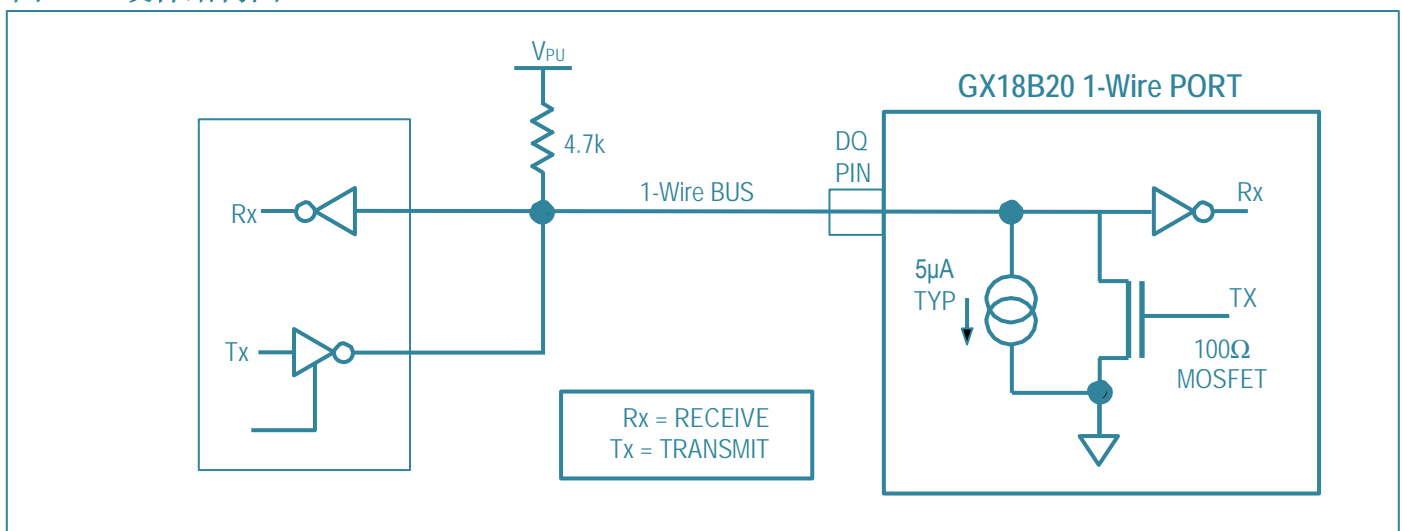 V_PU
GX18B20 1-Wire PORT
4.7k
DQ
PIN
1-Wire BUS
Rx
Rx
5µA
TYP
TX
Tx
100Ω
MOSFET
Rx = RECEIVE
Tx = TRANSMIT